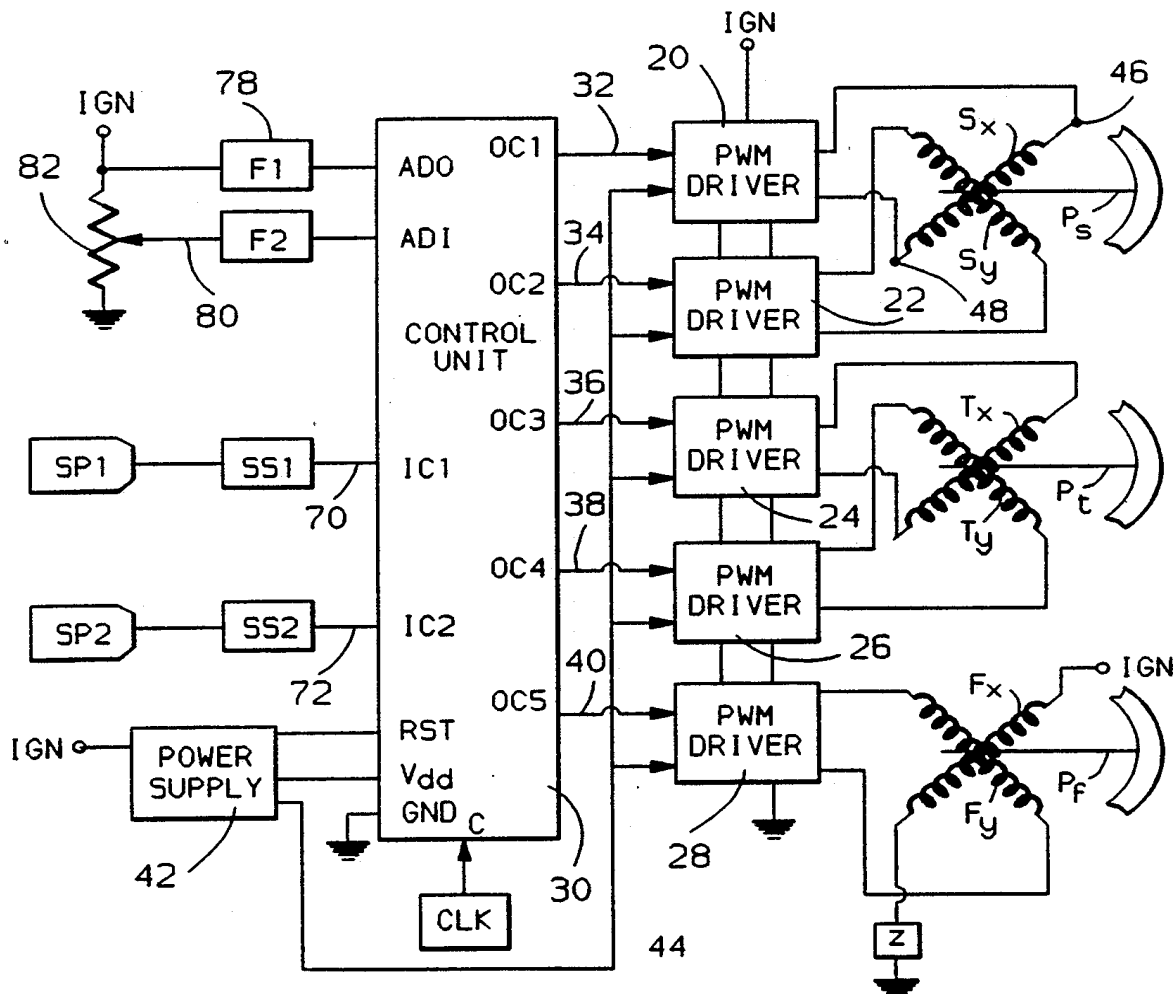 IGN
78
82
F1
F2
80
ADO
ADI
CONTROL
UNIT
OC1
OC2
OC3
OC4
OC5
32
34
36
38
40
SP1
SS1
70
IC1
SP2
SS2
72
IC2
IGN
POWER
SUPPLY
42
RST
Vdd
GND
C
30
CLK
44
IGN
20
PWM
DRIVER
PWM
DRIVER
22
PWM
DRIVER
24
PWM
DRIVER
26
PWM
DRIVER
28
46
Sx
Sy
Ps
48
Tx
Ty
Pt
IGN
Fx
Fy
Pf
Z